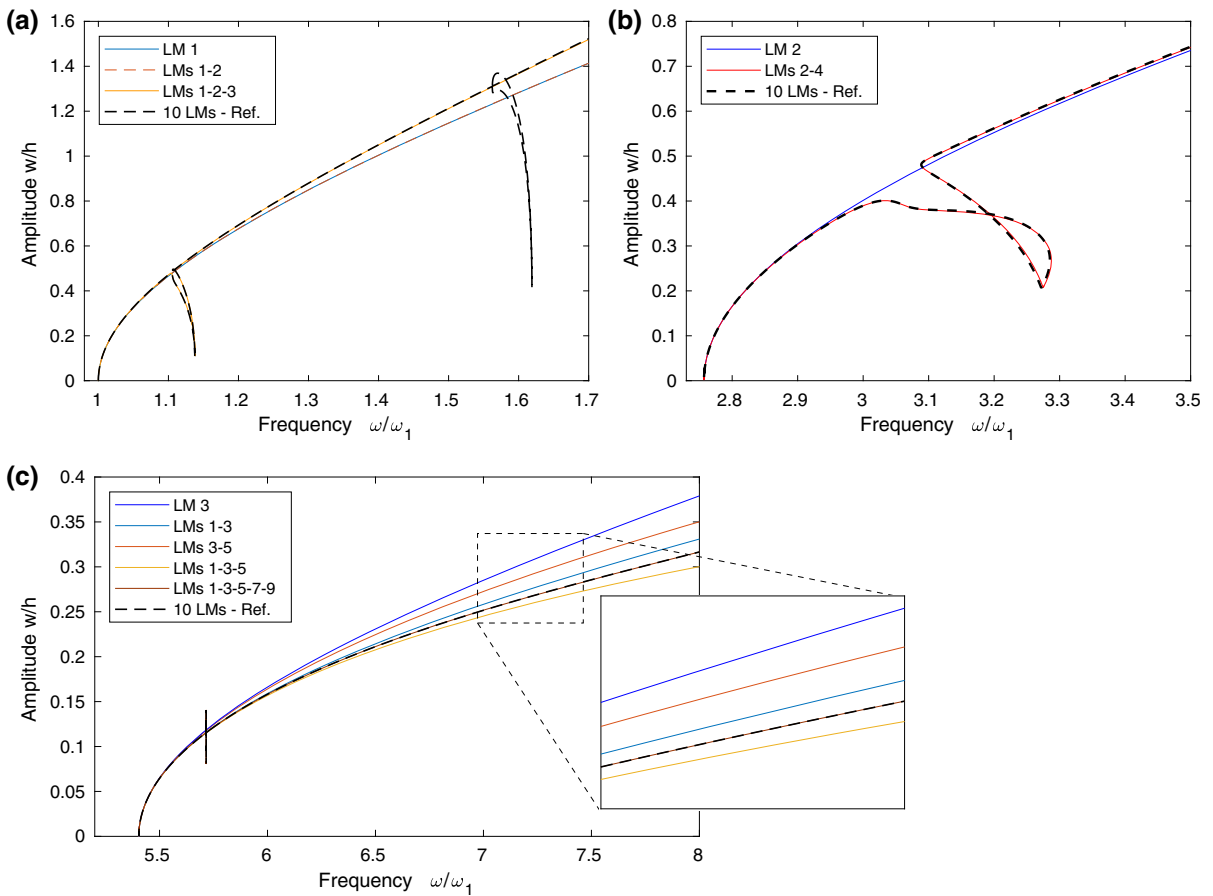 (a)
1.6
1.4
1.2
1
0.8
0.6
0.4
0.2
0
Amplitude w/h
LM 1
LMs 1-2
LMs 1-2-3
10 LMs - Ref.
1 1.1 1.2 1.3 1.4 1.5 1.6 1.7
Frequency ω/ω1
(b)
0.8
0.7
0.6
0.5
0.4
0.3
0.2
0.1
0
Amplitude w/h
LM 2
LMs 2-4
10 LMs - Ref.
2.8 2.9 3 3.1 3.2 3.3 3.4 3.5
Frequency ω/ω1
(c)
0.4
0.35
0.3
0.25
0.2
0.15
0.1
0.05
0
Amplitude w/h
LM 3
LMs 1-3
LMs 3-5
LMs 1-3-5
LMs 1-3-5-7-9
10 LMs - Ref.
5.5 6 6.5 7 7.5 8
Frequency ω/ω1